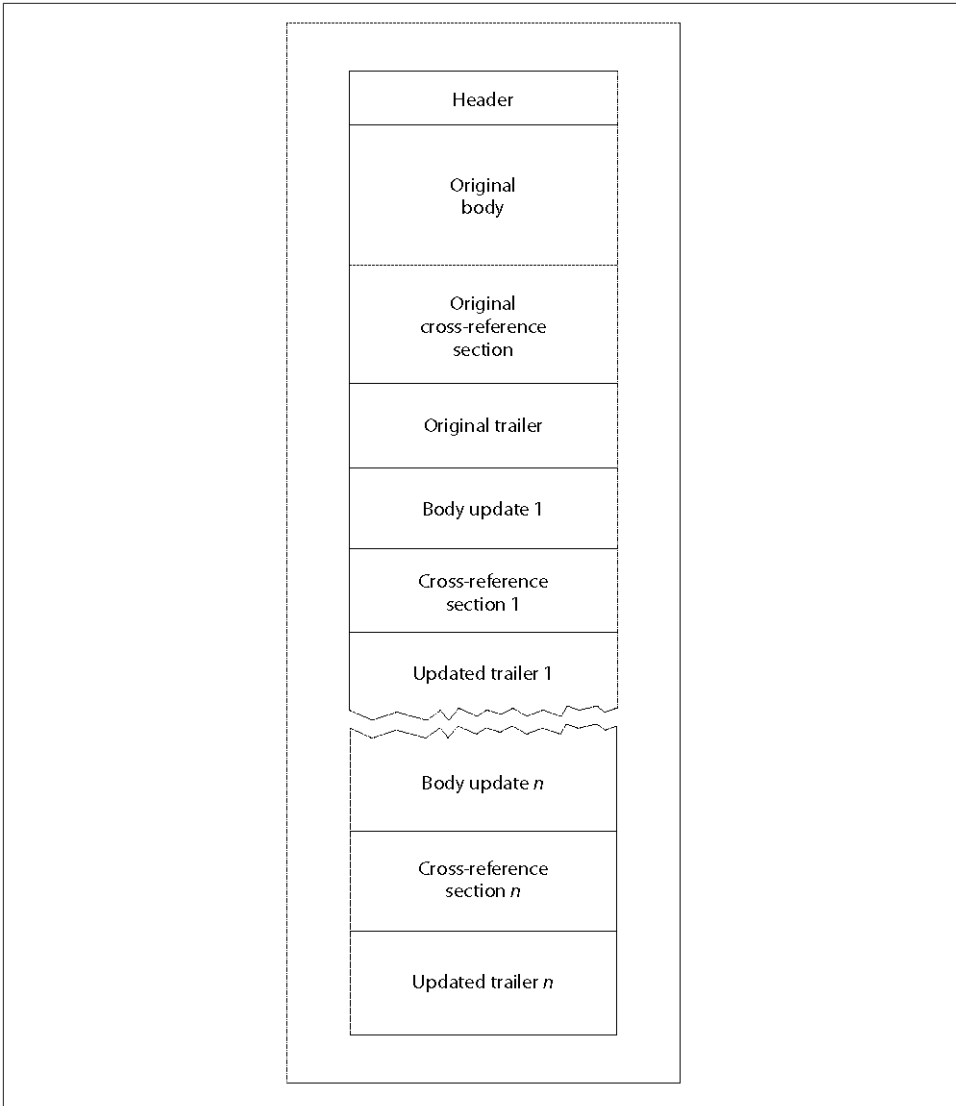 Header
Original
body
Original
cross-reference
section
Original trailer
Body update 1
Cross-reference
section 1
Updated trailer 1
Body update n
Cross-reference
section n
Updated trailer n